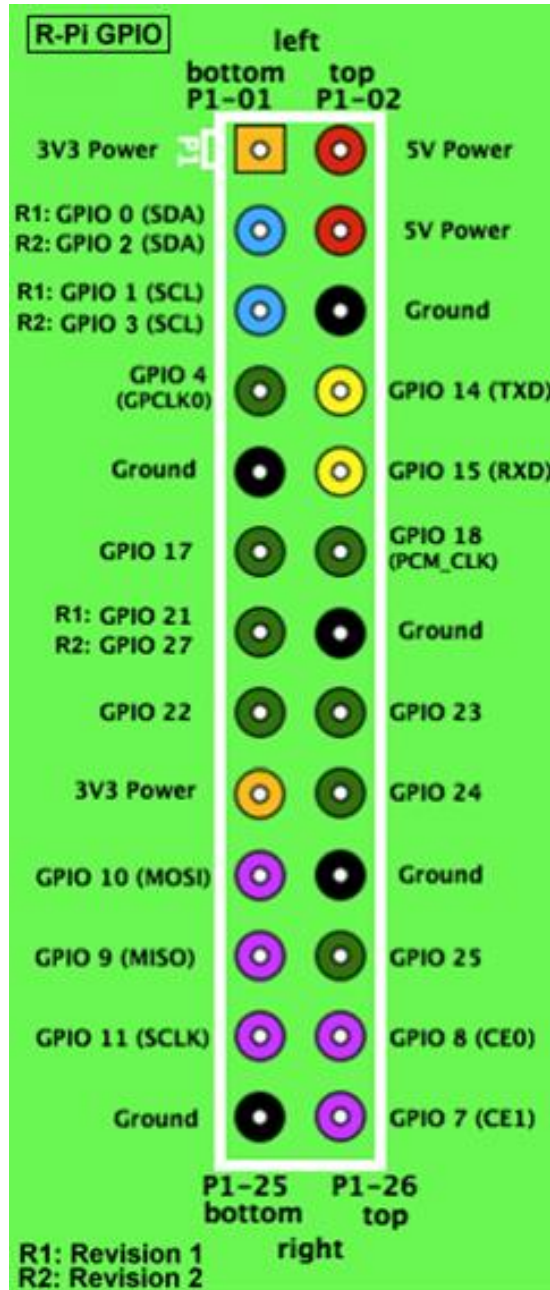 R-Pi GPIO
left
bottom top
P1-01 P1-02
P1
3V3 Power 5V Power
R1: GPIO 0 (SDA)
R2: GPIO 2 (SDA)
5V Power
R1: GPIO 1 (SCL)
R2: GPIO 3 (SCL)
Ground
GPIO 4
(GPCLK0)
GPIO 14 (TXD)
Ground GPIO 15 (RXD)
GPIO 17
GPIO 18
(PCM_CLK)
R1: GPIO 21
R2: GPIO 27
Ground
GPIO 22 GPIO 23
3V3 Power GPIO 24
GPIO 10 (MOSI) Ground
GPIO 9 (MISO) GPIO 25
GPIO 11 (SCLK) GPIO 8 (CE0)
Ground GPIO 7 (CE1)
P1-25 P1-26
bottom top
right
R1: Revision 1
R2: Revision 2